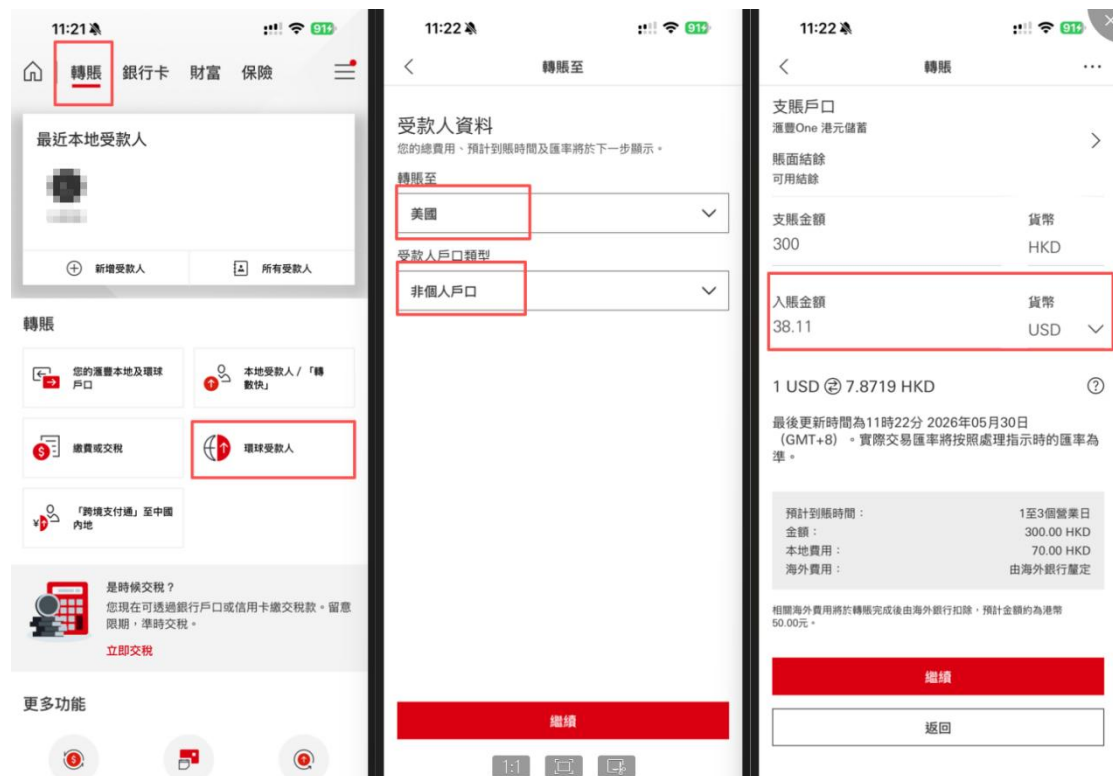 11:21
91
轉賬
銀行卡
財富
保險
最近本地受款人
新增受款人
所有受款人
轉賬
您的滙豐本地及環球
戶口
本地受款人 / 「轉
數快」
繳費或交稅
環球受款人
「跨境支付通」至中國
內地
是時候交稅？
您現在可透過銀行戶口或信用卡繳交稅款。留意
限期，準時交稅。
立即交稅
更多功能
11:22
91
轉賬至
受款人資料
您的總費用、預計到賬時間及匯率將於下一步顯示。
轉賬至
美國
受款人戶口類型
非個人戶口
繼續
1:1
11:22
91
轉賬
支賬戶口
滙豐One 港元儲蓄
賬面結餘
可用結餘
支賬金額 貨幣
300 HKD
入賬金額 貨幣
38.11 USD
1 USD 7.8719 HKD
最後更新時間為11時22分 2026年05月30日
（GMT+8）。實際交易匯率將按照處理指示時的匯率為
準。
預計到賬時間： 1至3個營業日
金額： 300.00 HKD
本地費用： 70.00 HKD
海外費用： 由海外銀行釐定
相關海外費用將於轉賬完成後由海外銀行扣除，預計金額約為港幣
50.00元。
繼續
返回